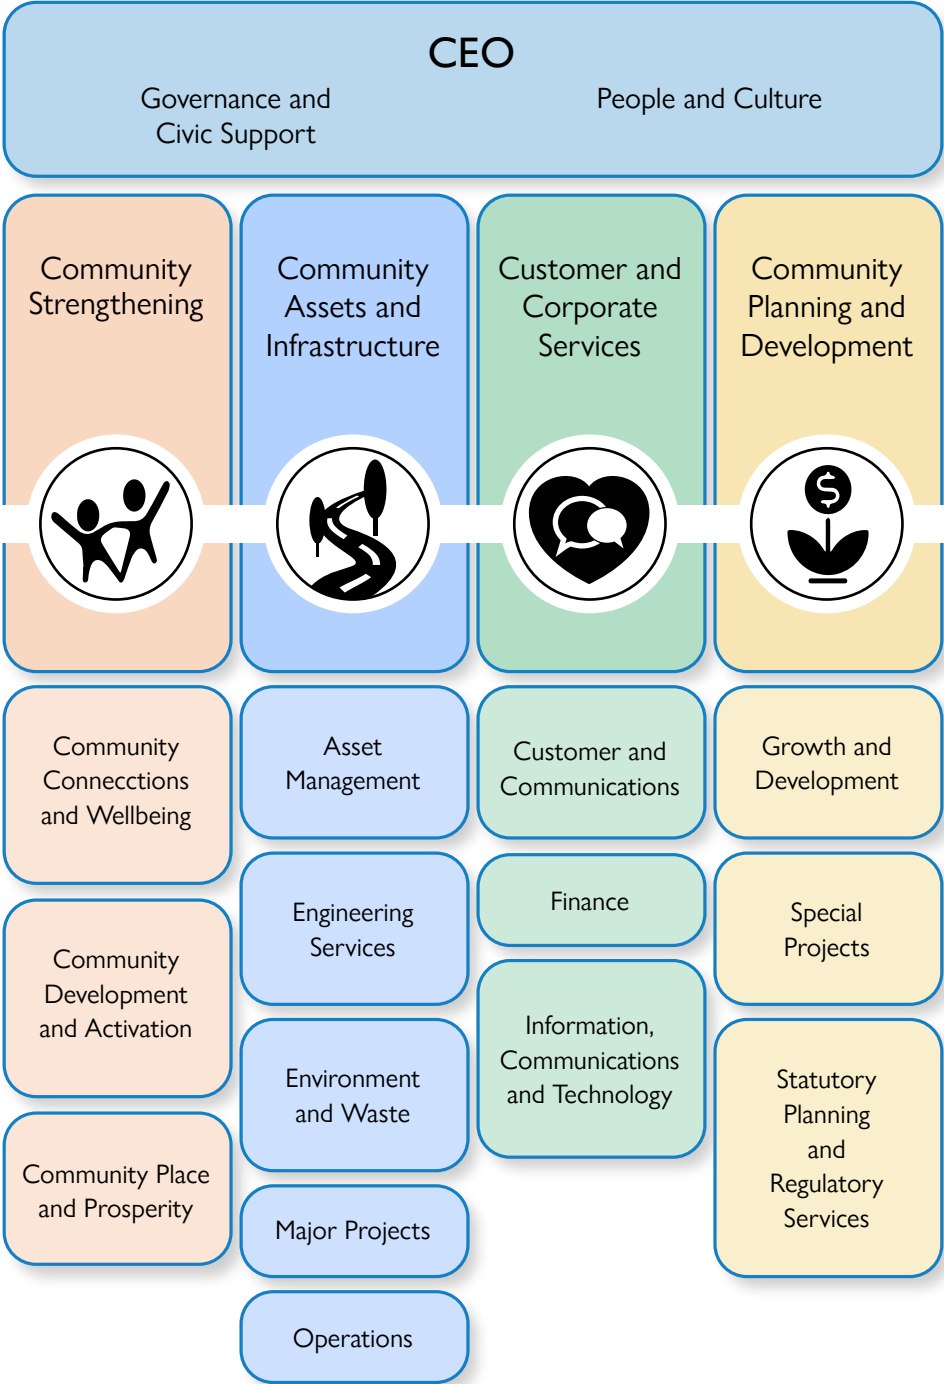 CEO
Governance and
Civic Support
People and Culture
Community
Strengthening
Community
Assets and
Infrastructure
Customer and
Corporate
Services
Community
Planning and
Development
$
Community
Connecctions
and Wellbeing
Community
Development
and Activation
Community Place
and Prosperity
Asset
Management
Engineering
Services
Environment
and Waste
Major Projects
Operations
Customer and
Communications
Finance
Information,
Communications
and Technology
Growth and
Development
Special
Projects
Statutory
Planning
and
Regulatory
Services